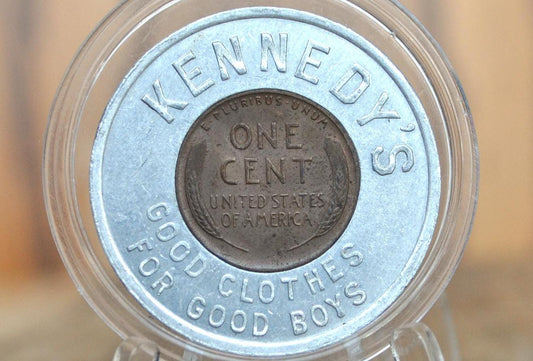 KENNEDY'S
E·PLURIBUS·UNUM
ONE
CENT
UNITED STATES
OF AMERICA
GOOD CLOTHES
FOR GOOD BOYS